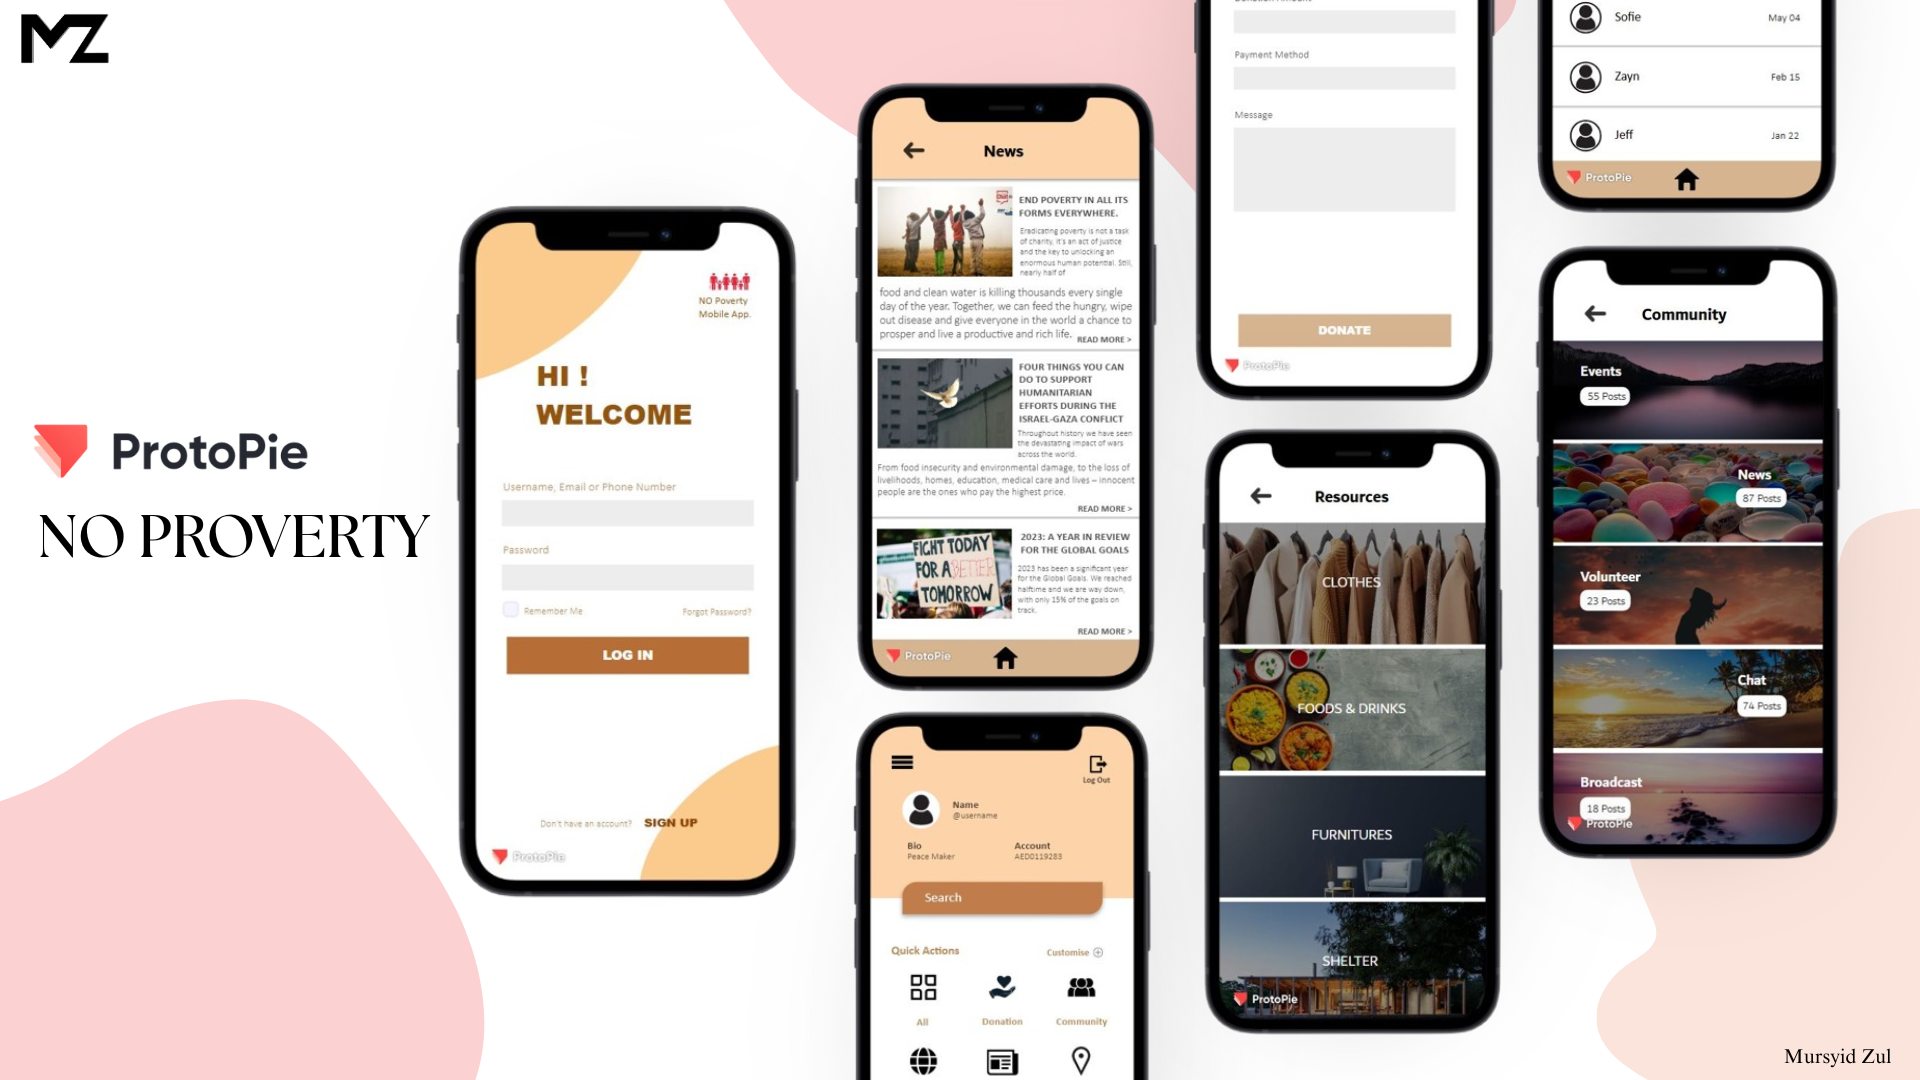 MZ
ProtoPie
NO PROVERTY
NO Poverty
Mobile App.
HI !
WELCOME
Username, Email or Phone Number
Password
Remember Me
Forgot Password?
LOG IN
Don't have an account? SIGN UP
ProtoPie
News
END POVERTY IN ALL ITS
FORMS EVERYWHERE.
Eradicating poverty is not a task
of charity, it's an act of justice
and the key to unlocking an
enormous human potential. Still,
nearly half of
food and clean water is killing thousands every single
day of the year. Together, we can feed the hungry, wipe
out disease and give everyone in the world a chance to
prosper and live a productive and rich life.
READ MORE >
FOUR THINGS YOU CAN
DO TO SUPPORT
HUMANITARIAN
EFFORTS DURING THE
ISRAEL-GAZA CONFLICT
Throughout history we have seen
the devastating impact of wars
across the world.
From food insecurity and environmental damage, to the loss of
livelihoods, homes, education, medical care and lives – innocent
people are the ones who pay the highest price.
READ MORE >
FIGHT TODAY
FOR A BETTER
TOMORROW
2023: A YEAR IN REVIEW
FOR THE GLOBAL GOALS
2023 has been a significant year
for the Global Goals. We reached
halftime and we are way down,
with only 15% of the goals on
track.
READ MORE >
ProtoPie
Log Out
Name
@username
Bio
Peace Maker
Account
AED0119283
Search
Quick Actions
Customise
All
Donation
Community
Donation Amount
Payment Method
Message
DONATE
ProtoPie
Resources
CLOTHES
FOODS & DRINKS
FURNITURES
SHELTER
ProtoPie
Sofie May 04
Zayn Feb 15
Jeff Jan 22
ProtoPie
Community
Events
55 Posts
News
87 Posts
Volunteer
23 Posts
Chat
74 Posts
Broadcast
18 Posts
ProtoPie
Mursyid Zul